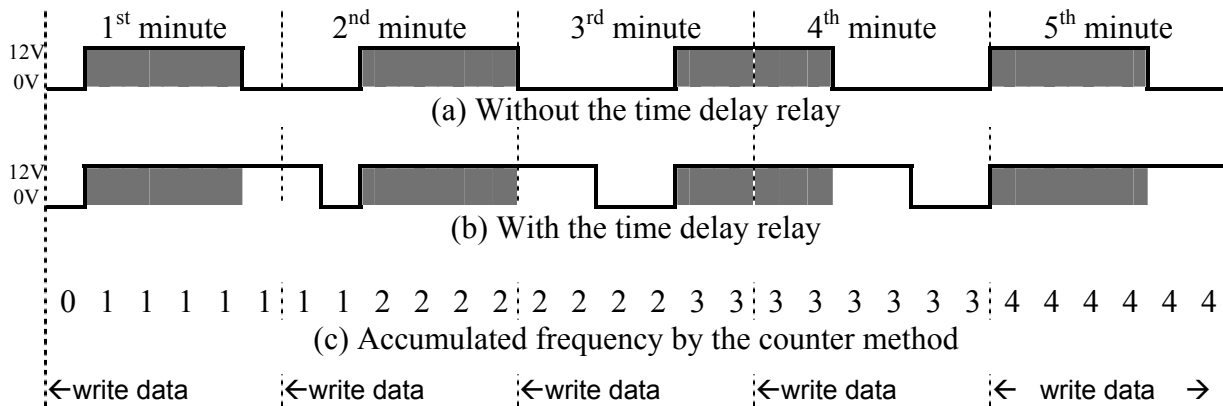 1st minute 2nd minute 3rd minute 4th minute 5th minute
12V
0V
(a) Without the time delay relay
12V
0V
(b) With the time delay relay
0 1 1 1 1 1 1 1 2 2 2 2 2 2 2 2 3 3 3 3 3 3 3 3 4 4 4 4 4 4
(c) Accumulated frequency by the counter method
←write data ←write data ←write data ←write data ← write data →